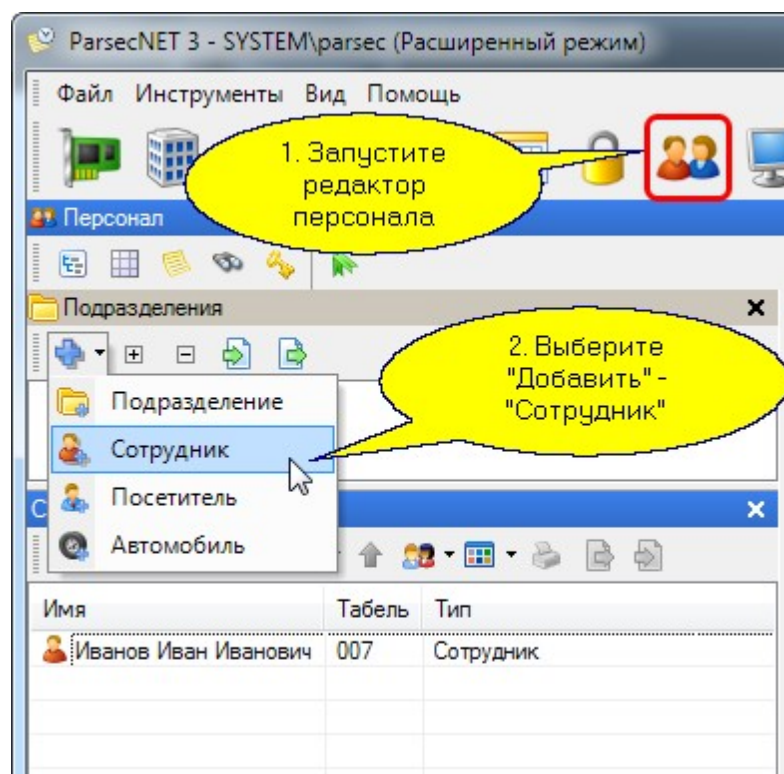 ParsecNET 3 - SYSTEM\parsec (Расширенный режим)
Файл Инструменты Вид Помощь
1. Запустите
редактор
персонала
Персонал
Подразделения
2. Выберите
"Добавить" -
"Сотрудник"
Подразделение
Сотрудник
Посетитель
Автомобиль
С
Имя Табель Тип
Иванов Иван Иванович 007 Сотрудник